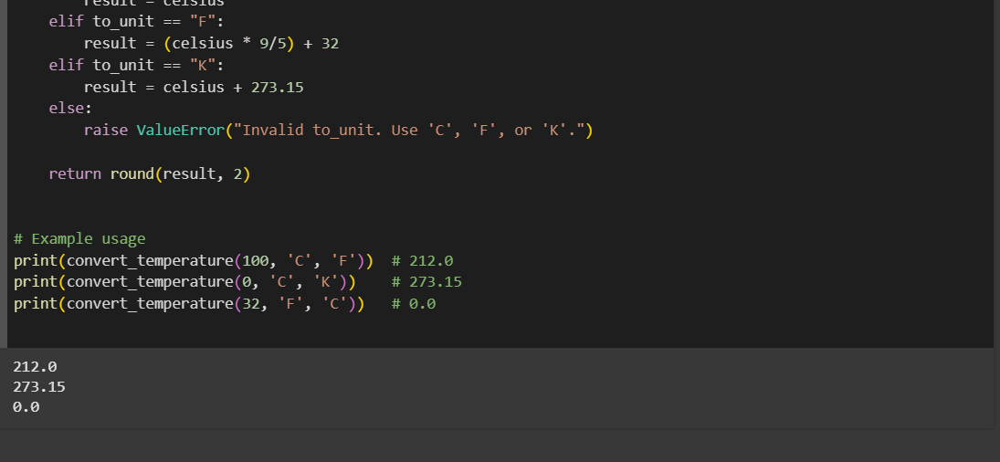 result = celsius
    elif to_unit == "F":
        result = (celsius * 9/5) + 32
    elif to_unit == "K":
        result = celsius + 273.15
    else:
        raise ValueError("Invalid to_unit. Use 'C', 'F', or 'K'.")
    return round(result, 2)
# Example usage
print(convert_temperature(100, 'C', 'F'))  # 212.0
print(convert_temperature(0, 'C', 'K'))    # 273.15
print(convert_temperature(32, 'F', 'C'))   # 0.0
212.0
273.15
0.0